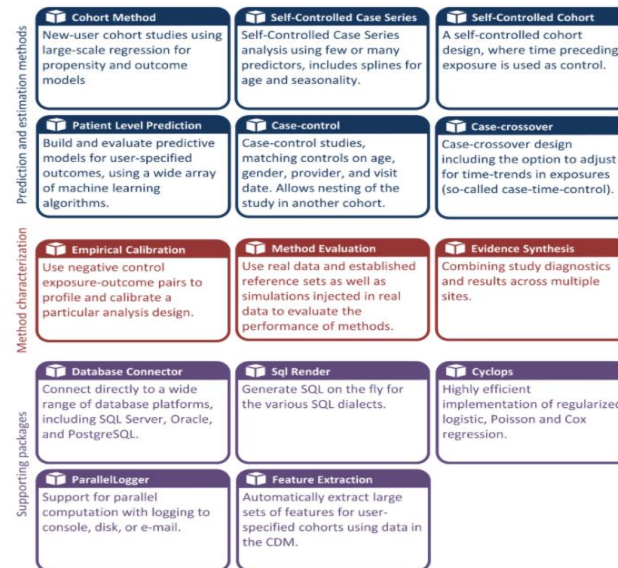 Prediction and estimation methods
Cohort Method
New-user cohort studies using
large-scale regression for
propensity and outcome
models
Self-Controlled Case Series
Self-Controlled Case Series
analysis using few or many
predictors, includes splines for
age and seasonality.
Self-Controlled Cohort
A self-controlled cohort
design, where time preceding
exposure is used as control.
Patient Level Prediction
Build and evaluate predictive
models for user-specified
outcomes, using a wide array
of machine learning
algorithms.
Case-control
Case-control studies,
matching controls on age,
gender, provider, and visit
date. Allows nesting of the
study in another cohort.
Case-crossover
Case-crossover design
including the option to adjust
for time-trends in exposures
(so-called case-time-control).
Method characterization
Empirical Calibration
Use negative control
exposure-outcome pairs to
profile and calibrate a
particular analysis design.
Method Evaluation
Use real data and established
reference sets as well as
simulations injected in real
data to evaluate the
performance of methods.
Evidence Synthesis
Combining study diagnostics
and results across multiple
sites.
Supporting packages
Database Connector
Connect directly to a wide
range of database platforms,
including SQL Server, Oracle,
and PostgreSQL.
Sql Render
Generate SQL on the fly for
the various SQL dialects.
Cyclops
Highly efficient
implementation of regularized
logistic, Poisson and Cox
regression.
ParallelLogger
Support for parallel
computation with logging to
console, disk, or e-mail.
Feature Extraction
Automatically extract large
sets of features for user-
specified cohorts using data in
the CDM.